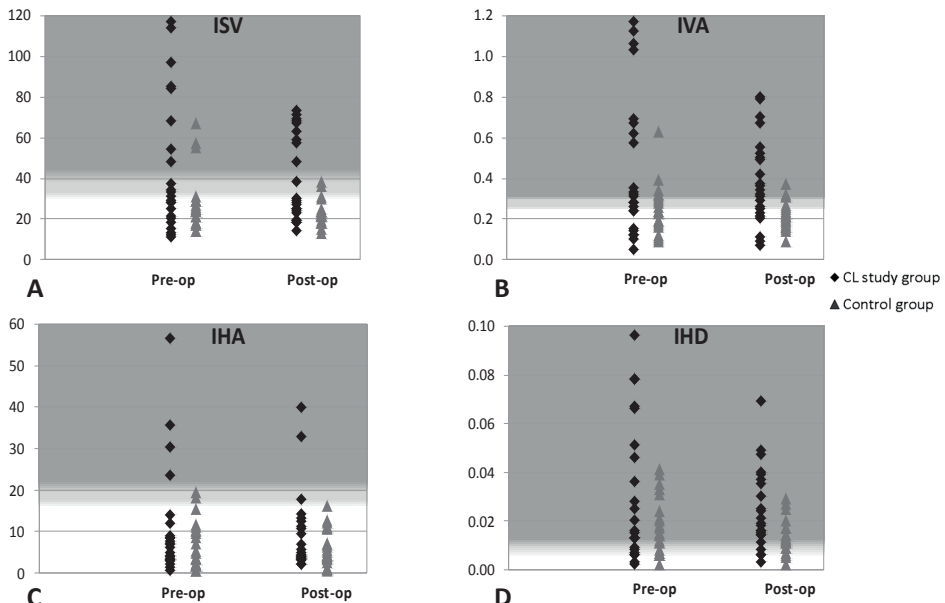 ISV
120
100
80
60
40
20
0
Pre-op
Post-op
A
IVA
1.2
1.0
0.8
0.6
0.4
0.2
0.0
Pre-op
Post-op
B
CL study group
Control group
IHA
60
50
40
30
20
10
0
Pre-op
Post-op
C
IHD
0.10
0.08
0.06
0.04
0.02
0.00
Pre-op
Post-op
D